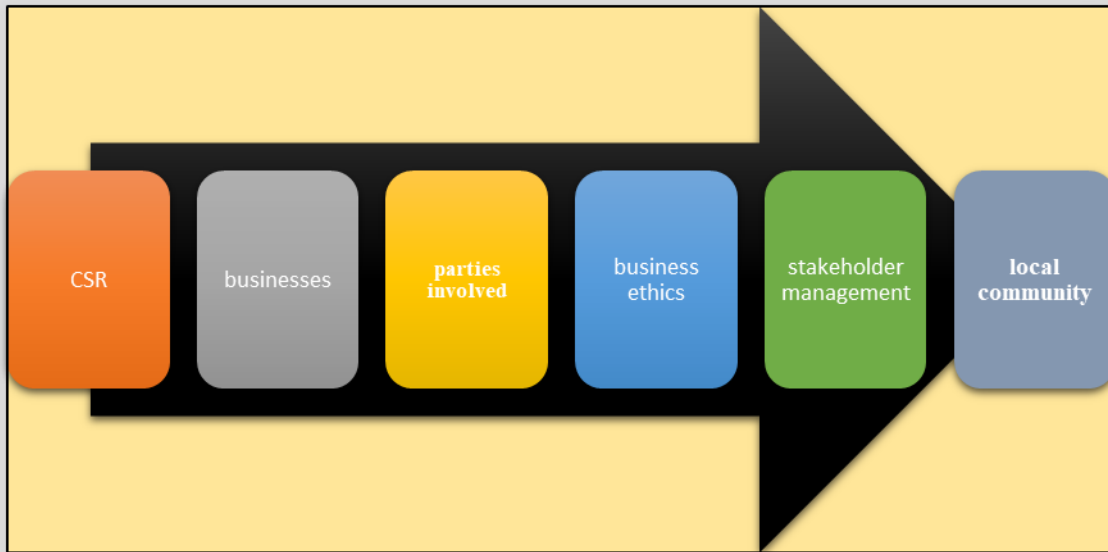 CSR
businesses
parties
involved
business
ethics
stakeholder
management
local
community